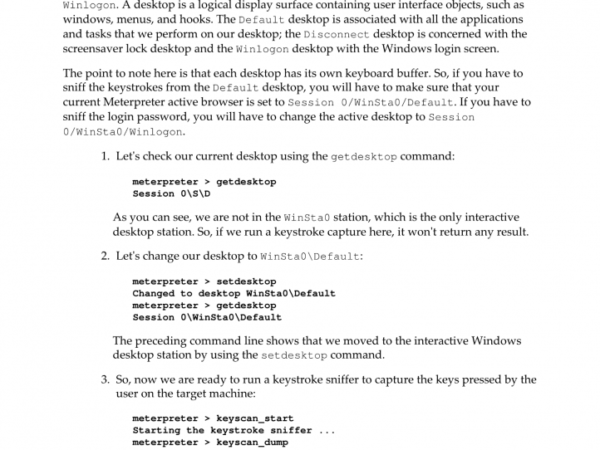 Winlogon. A desktop is a logical display surface containing user interface objects, such as
windows, menus, and hooks. The Default desktop is associated with all the applications
and tasks that we perform on our desktop; the Disconnect desktop is concerned with the
screensaver lock desktop and the Winlogon desktop with the Windows login screen.
The point to note here is that each desktop has its own keyboard buffer. So, if you have to
sniff the keystrokes from the Default desktop, you will have to make sure that your
current Meterpreter active browser is set to Session 0/WinSta0/Default. If you have to
sniff the login password, you will have to change the active desktop to Session
0/WinSta0/Winlogon.
1. Let's check our current desktop using the getdesktop command:
meterpreter > getdesktop
Session 0\S\D
As you can see, we are not in the WinSta0 station, which is the only interactive
desktop station. So, if we run a keystroke capture here, it won't return any result.
2. Let's change our desktop to WinSta0\Default:
meterpreter > setdesktop
Changed to desktop WinSta0\Default
meterpreter > getdesktop
Session 0\WinSta0\Default
The preceding command line shows that we moved to the interactive Windows
desktop station by using the setdesktop command.
3. So, now we are ready to run a keystroke sniffer to capture the keys pressed by the
user on the target machine:
meterpreter > keyscan_start
Starting the keystroke sniffer ...
meterpreter > keyscan_dump